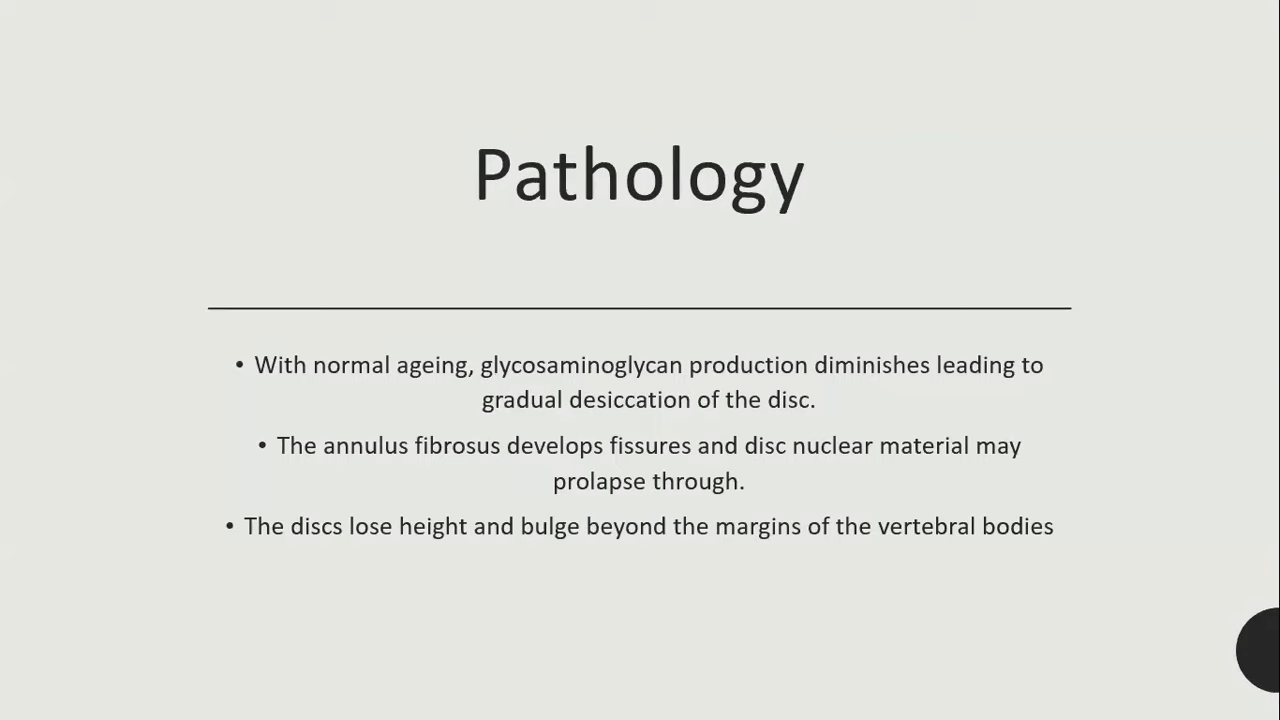 Pathology
• With normal ageing, glycosaminoglycan production diminishes leading to
gradual desiccation of the disc.
• The annulus fibrosus develops fissures and disc nuclear material may
prolapse through.
• The discs lose height and bulge beyond the margins of the vertebral bodies